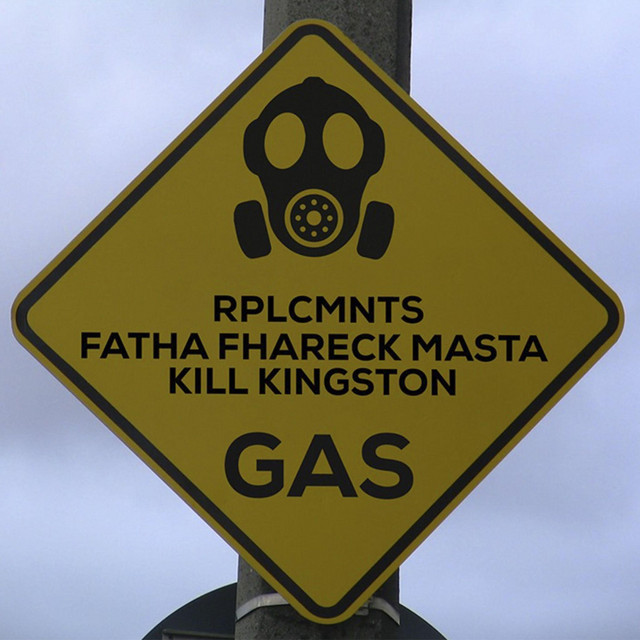 RPLCMNTS
FATHA FHARECK MASTA
KILL KINGSTON
GAS